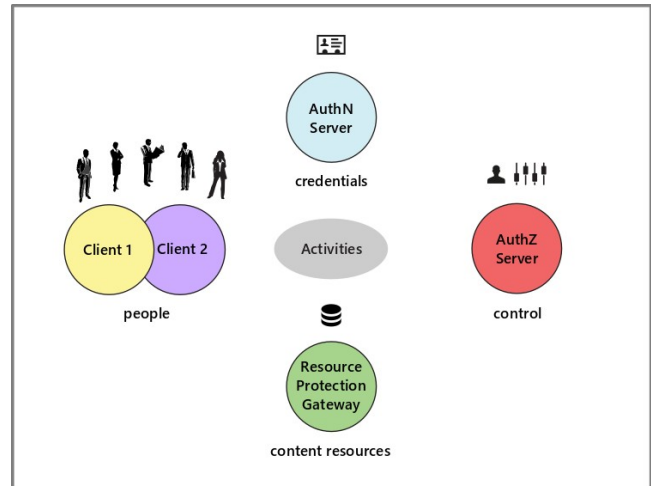 AuthN
Server
credentials
Client 1
Client 2
people
Activities
AuthZ
Server
control
Resource
Protection
Gateway
content resources